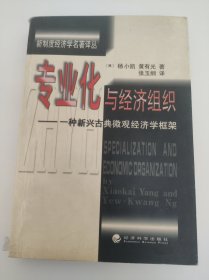 新制度经济学名著译丛
[澳] 杨小凯 黄有光 著
张玉纲 译
专业化与经济组织
——一种新兴古典微观经济学框架
SPECIALIZATION AND
ECONOMIC ORGANIZATION
by
Xiaokai Yang and
Yew Kwang Ng
经济科学出版社